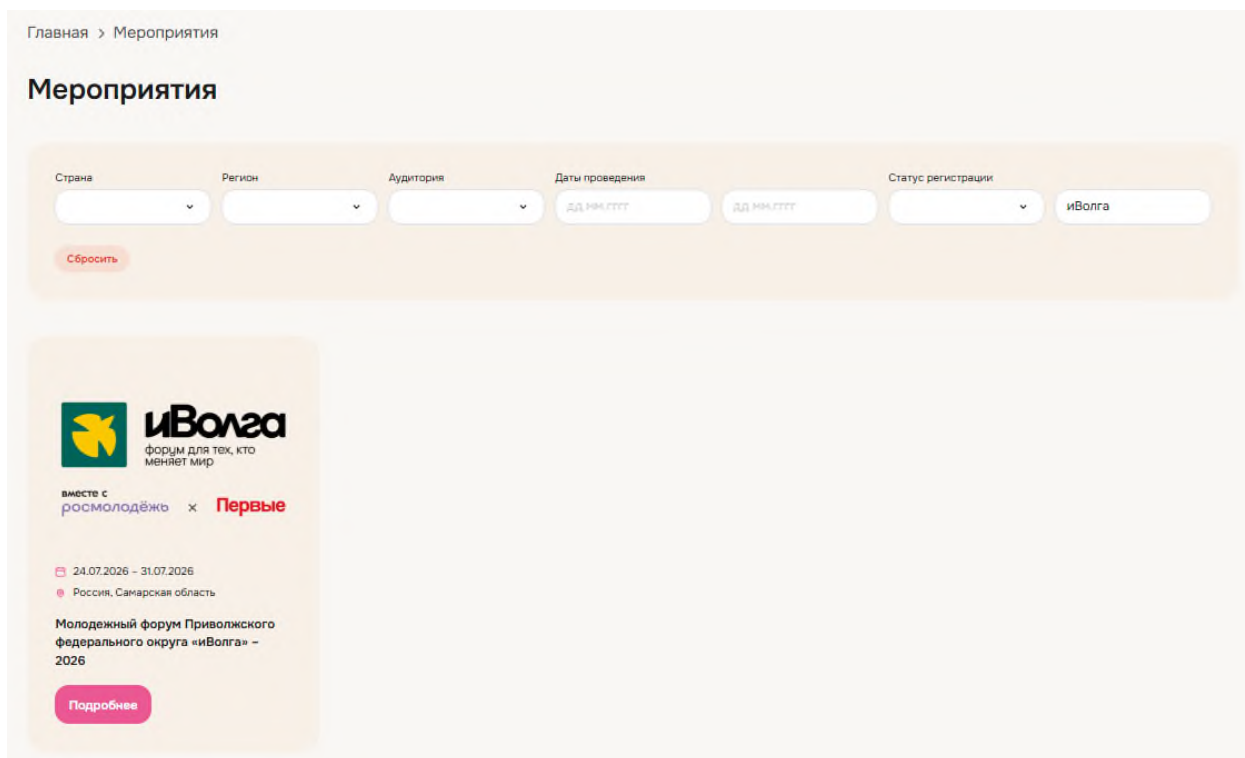 Главная > Мероприятия
Мероприятия
Страна Регион Аудитория Даты проведения Статус регистрации
дд.мм.гггг дд.мм.гггг иВолга
Сбросить
иВолга
форум для тех, кто
меняет мир
вместе с
росмолодёжь × Первые
24.07.2026 – 31.07.2026
Россия, Самарская область
Молодежный форум Приволжского
федерального округа «иВолга» –
2026
Подробнее